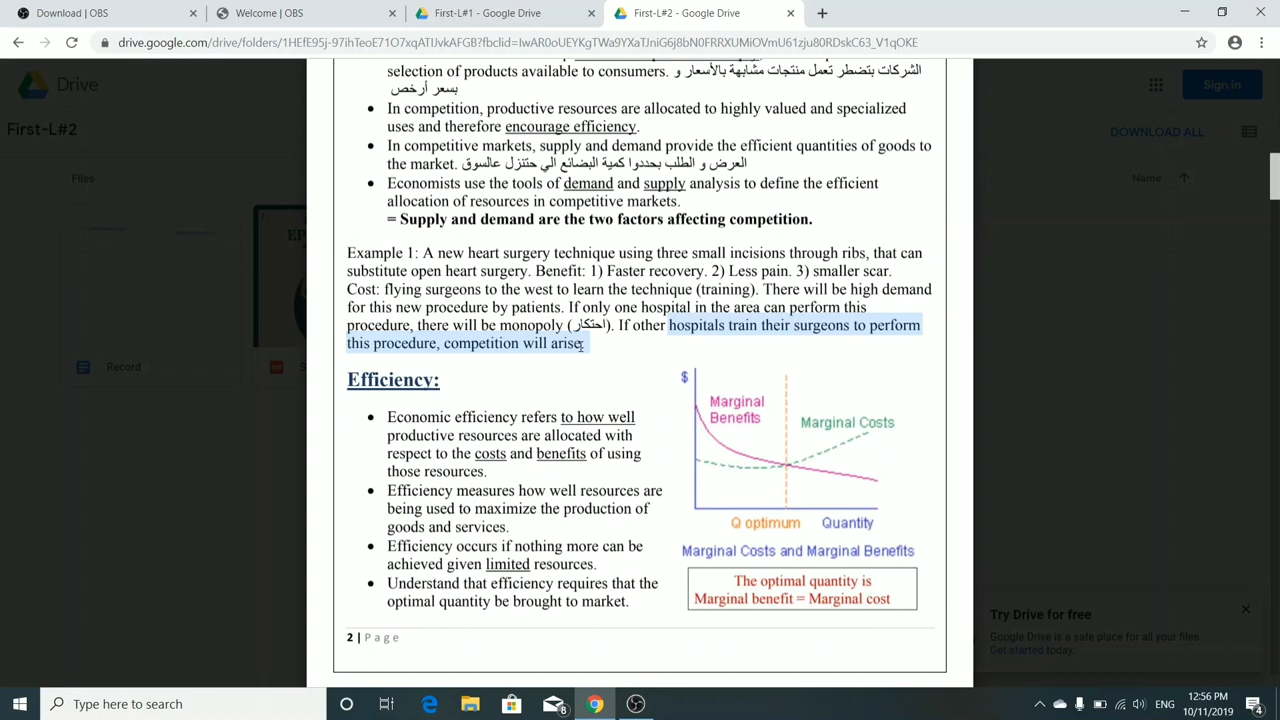 Download | OBS
Welcome | OBS
First-L#1 - Google Drive
First-L#2 - Google Drive
drive.google.com/drive/folders/1HEfE95j-97ihTeoE71O7xqATIJvkAFGB?fbclid=IwAR0oUEYKgTWa9YXaTJniG6j8bN0FRRXUMiOVmU61zju80RDskC63_V1qOKE
Drive
Sign in
First-L#2
DOWNLOAD ALL
Files
Name
Record
selection of products available to consumers. الشركات بتضطر تعمل منتجات مشابهة بالأسعار و
بسعر أرخص
• In competition, productive resources are allocated to highly valued and specialized
uses and therefore encourage efficiency.
• In competitive markets, supply and demand provide the efficient quantities of goods to
the market. العرض و الطلب بحددوا كمية البضائع الي حتنزل عالسوق
• Economists use the tools of demand and supply analysis to define the efficient
allocation of resources in competitive markets.
= Supply and demand are the two factors affecting competition.
Example 1: A new heart surgery technique using three small incisions through ribs, that can
substitute open heart surgery. Benefit: 1) Faster recovery. 2) Less pain. 3) smaller scar.
Cost: flying surgeons to the west to learn the technique (training). There will be high demand
for this new procedure by patients. If only one hospital in the area can perform this
procedure, there will be monopoly (احتكار). If other hospitals train their surgeons to perform
this procedure, competition will arise.
Efficiency:
• Economic efficiency refers to how well
productive resources are allocated with
respect to the costs and benefits of using
those resources.
• Efficiency measures how well resources are
being used to maximize the production of
goods and services.
• Efficiency occurs if nothing more can be
achieved given limited resources.
• Understand that efficiency requires that the
optimal quantity be brought to market.
$
Marginal
Benefits
Marginal Costs
Q optimum Quantity
Marginal Costs and Marginal Benefits
The optimal quantity is
Marginal benefit = Marginal cost
2 | Page
Try Drive for free
Google Drive is a safe place for all your files
Get started today.
Type here to search
ENG
12:56 PM
10/11/2019